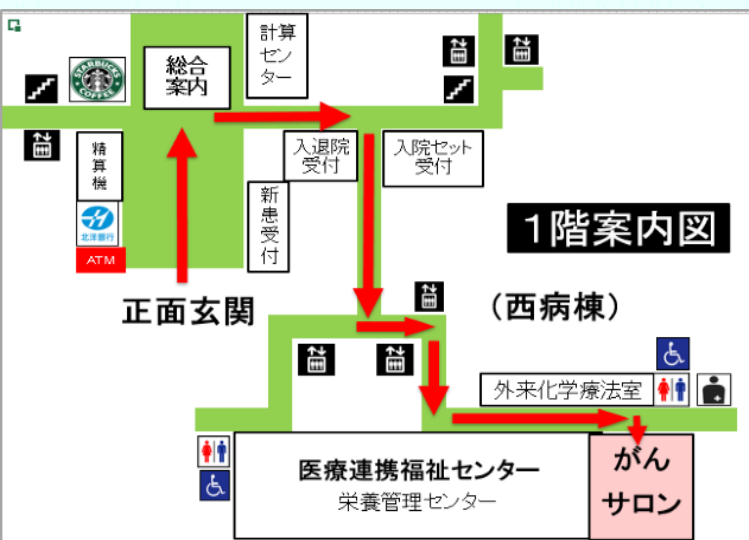 計算
セン
ター
総合
案内
STARBUCKS
COFFEE
精
算
機
入退院
受付
入院セット
受付
新
患
受付
北洋銀行
ATM
1階案内図
正面玄関
(西病棟)
外来化学療法室
医療連携福祉センター
栄養管理センター
がん
サロン